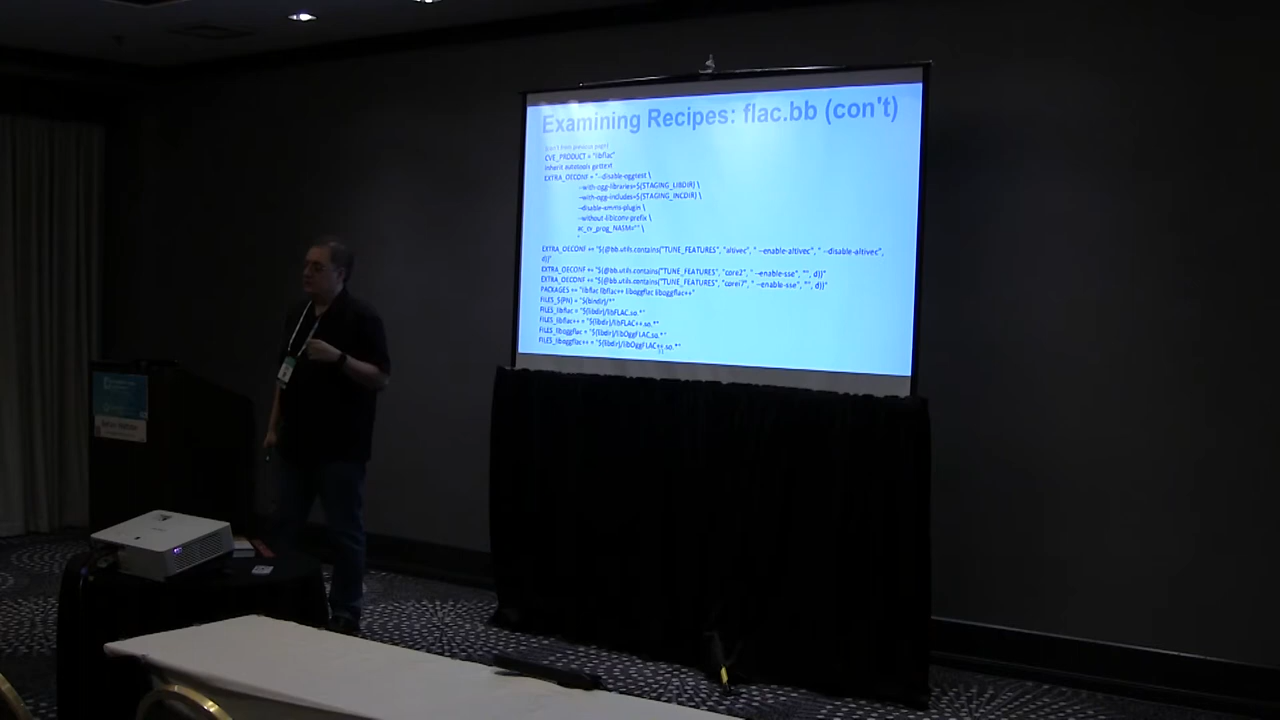 Examining Recipes: flac.bb (con't)
(con't from previous page)
CVE_PRODUCT = "libflac"
inherit autotools gettext
EXTRA_OECONF = "--disable-oggtest \
--with-ogg-libraries=${STAGING_LIBDIR} \
--with-ogg-includes=${STAGING_INCDIR} \
--disable-xmms-plugin \
--without-libiconv-prefix \
ac_cv_prog_NASM="" \
"
EXTRA_OECONF += "${@bb.utils.contains("TUNE_FEATURES", "altivec", " --enable-altivec", " --disable-altivec",
d)}"
EXTRA_OECONF += "${@bb.utils.contains("TUNE_FEATURES", "core2", " --enable-sse", "", d)}"
EXTRA_OECONF += "${@bb.utils.contains("TUNE_FEATURES", "corei7", " --enable-sse", "", d)}"
PACKAGES += "libflac libflac++ liboggflac liboggflac++"
FILES_${PN} = "${bindir}/*"
FILES_libflac = "${libdir}/libFLAC.so.*"
FILES_libflac++ = "${libdir}/libFLAC++.so.*"
FILES_liboggflac = "${libdir}/libOggFLAC.so.*"
FILES_liboggflac++ = "${libdir}/libOggFLAC++.so.*"